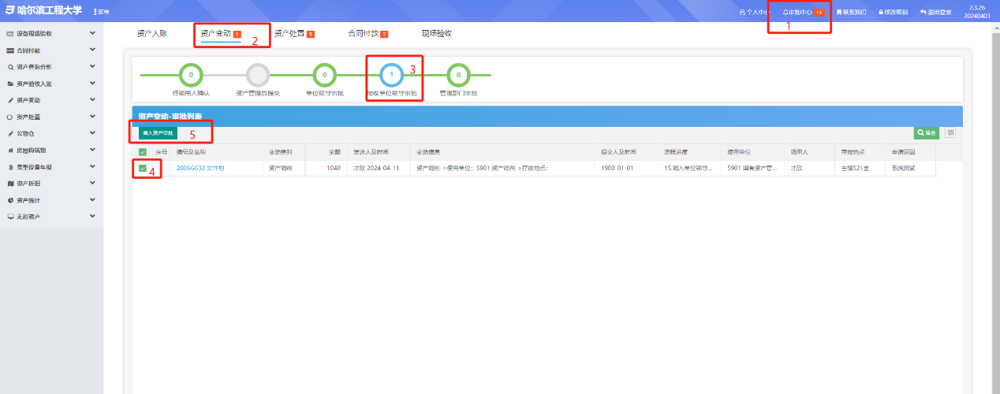 哈尔滨工程大学 菜单 个人中心 审批中心 15 联系我们 修改密码 退出登录 2.3.26
20240403
1
设备现场验收
合同付款
资产查询分析
资产验收入账
资产变动
资产处置
公物仓
房屋构筑物
贵重设备年报
资产折旧
资产统计
无形资产
资产入账 资产变动 1 资产处置 9 合同付款 5 现场验收
2
0 0 1 0
3
待领用人确认 资产管理员提交 单位领导审批 接收单位领导审批 管理部门审批
资产变动-审批列表
调入资产审批 5 筛选
序号 编号及名称 变动类别 金额 发送人及时间 变动信息 提交人及时间 流程进度 使用单位 领用人 存放地点 申请原因
4 2006G632 文件柜 资产调剂 1040 才欣 2024-04-11 资产调剂->使用单位：5901 资产调剂->存放地点： 1900-01-01 15.调入单位领导... 5901 国有资产管... 才欣 主楼521室 系统测试